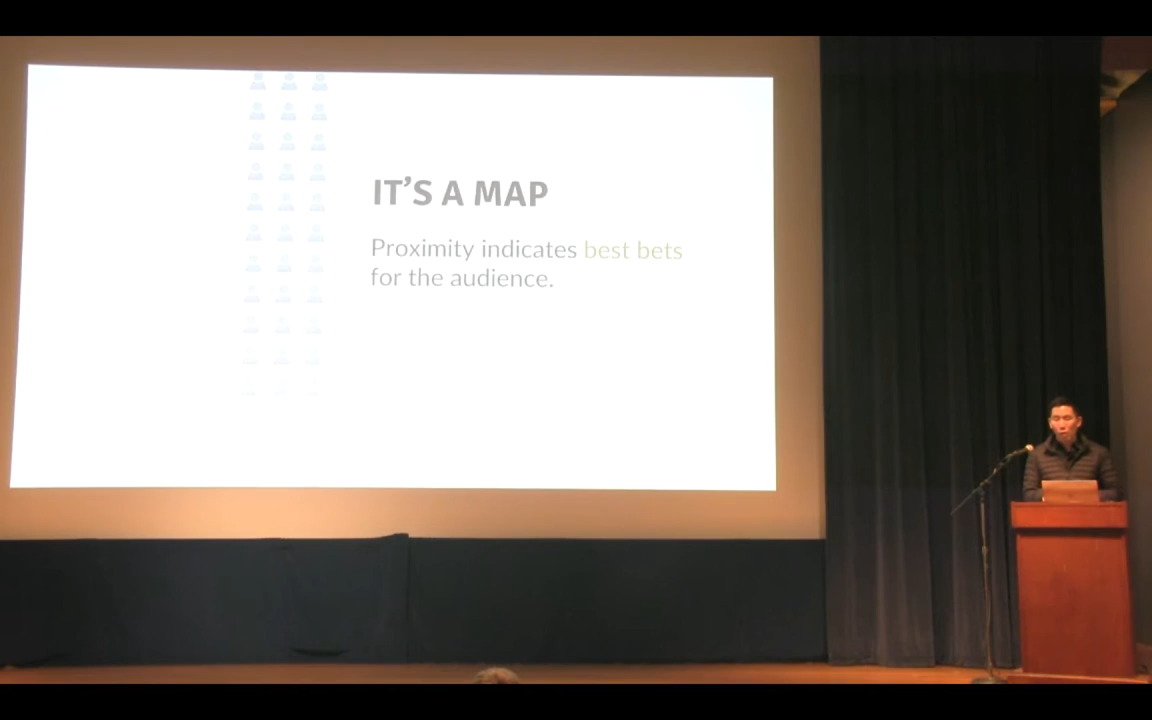 IT'S A MAP
Proximity indicates best bets
for the audience.